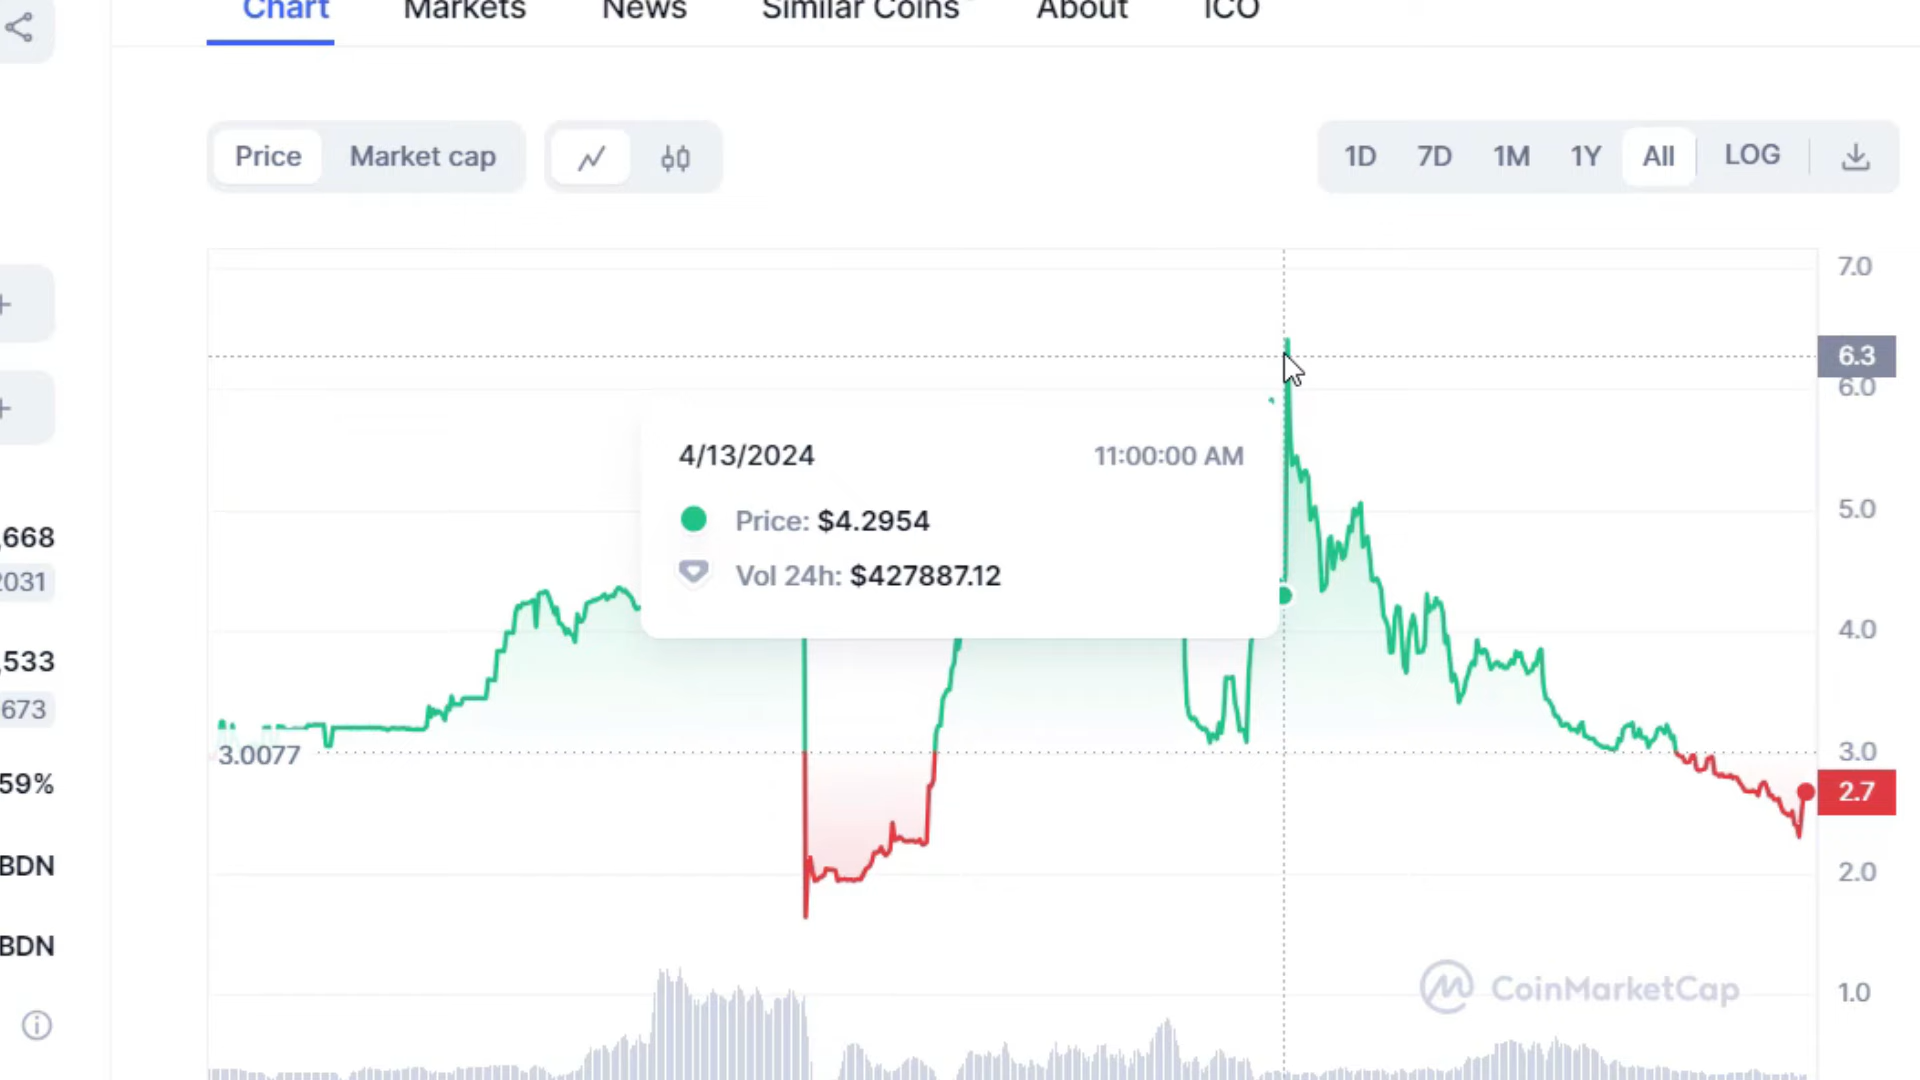 Chart Markets News Similar Coins About ICO
Price Market cap
1D 7D 1M 1Y All LOG
7.0
6.3
6.0
4/13/2024 11:00:00 AM
Price: $4.2954
Vol 24h: $427887.12
5.0
,668
2031
4.0
,533
673
3.0077
3.0
59%
2.7
BDN
2.0
BDN
CoinMarketCap
1.0